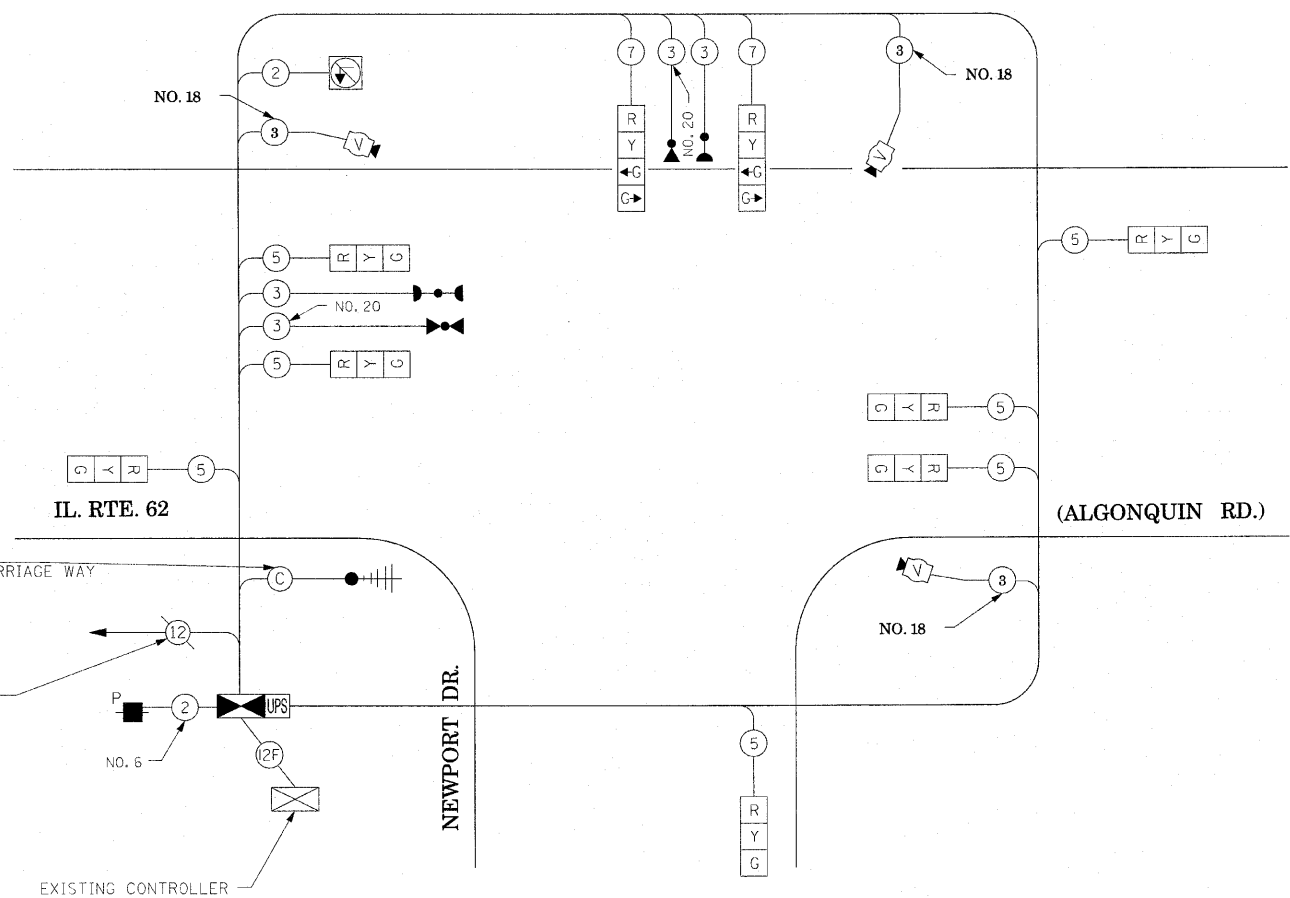 7 3 3 7 3
NO. 18
2
NO. 18
3
R R
Y Y
G G
G G
NO. 20
V
V
5 R Y G
5 R Y G
3
NO. 20
3
5 R Y G
G Y R 5
G Y R 5
G Y R 5
IL. RTE. 62
(ALGONQUIN RD.)
RRIAGE WAY
C
V
3
NO. 18
12
P
2
UPS
NO. 6
12F
NEWPORT DR.
5
R
Y
G
EXISTING CONTROLLER